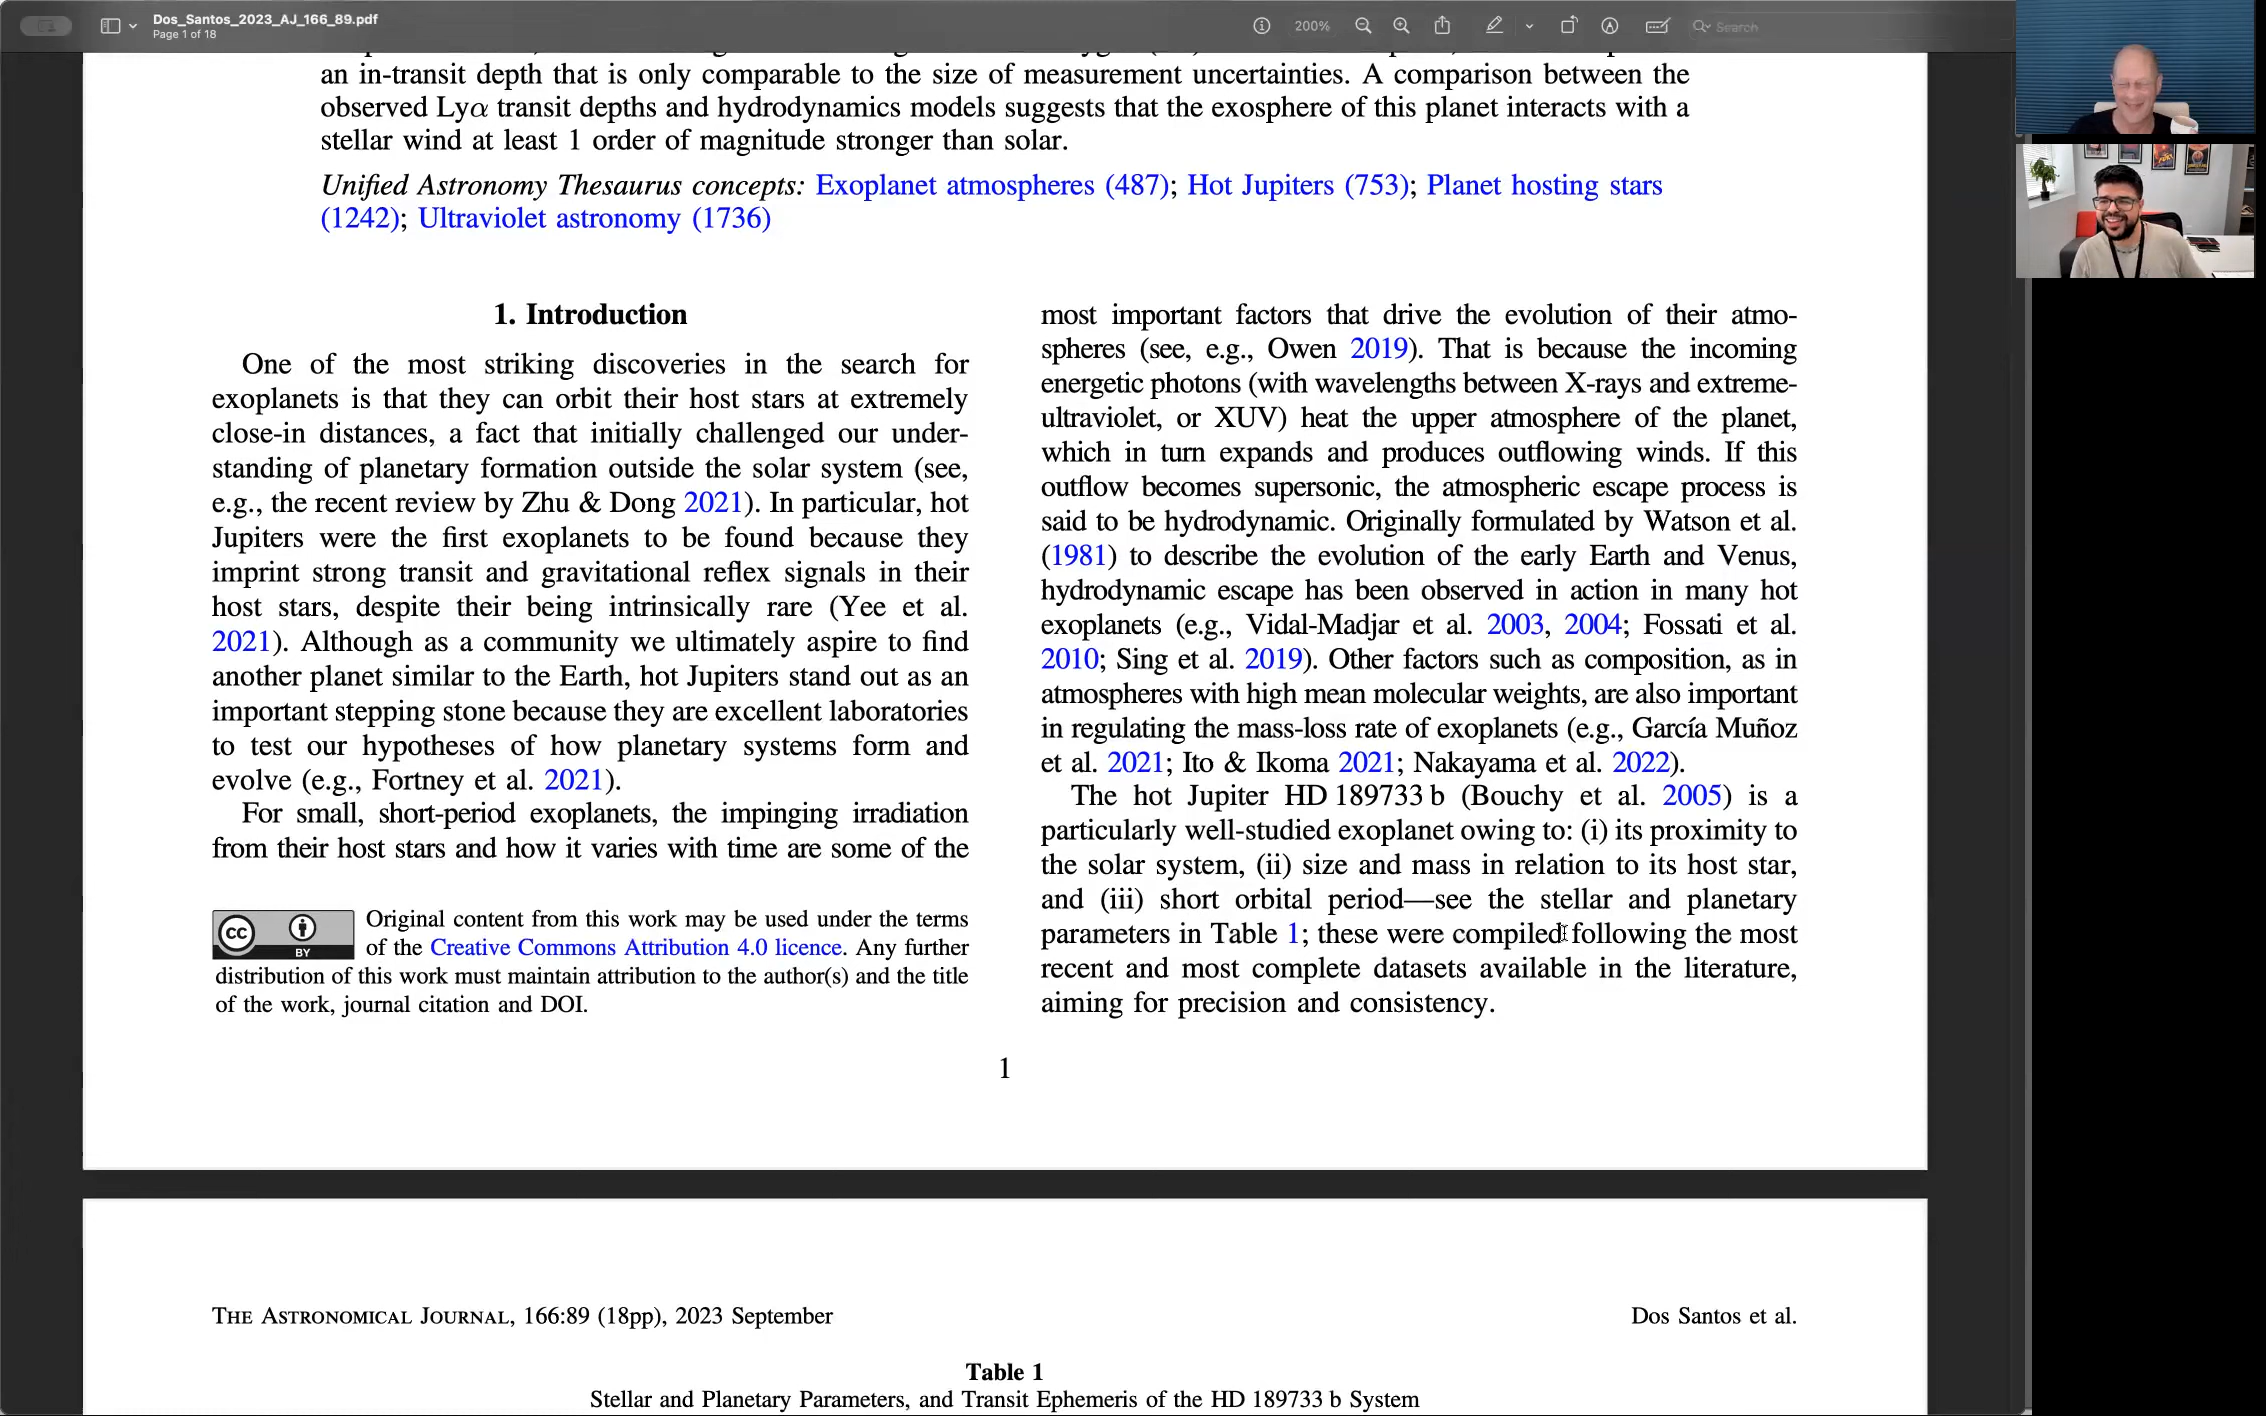 Dos_Santos_2023_AJ_166_89.pdf
Page 1 of 18
200%
Search
an in-transit depth that is only comparable to the size of measurement uncertainties. A comparison between the
observed Lyα transit depths and hydrodynamics models suggests that the exosphere of this planet interacts with a
stellar wind at least 1 order of magnitude stronger than solar.
Unified Astronomy Thesaurus concepts: Exoplanet atmospheres (487); Hot Jupiters (753); Planet hosting stars
(1242); Ultraviolet astronomy (1736)
1. Introduction
One of the most striking discoveries in the search for
exoplanets is that they can orbit their host stars at extremely
close-in distances, a fact that initially challenged our under-
standing of planetary formation outside the solar system (see,
e.g., the recent review by Zhu & Dong 2021). In particular, hot
Jupiters were the first exoplanets to be found because they
imprint strong transit and gravitational reflex signals in their
host stars, despite their being intrinsically rare (Yee et al.
2021). Although as a community we ultimately aspire to find
another planet similar to the Earth, hot Jupiters stand out as an
important stepping stone because they are excellent laboratories
to test our hypotheses of how planetary systems form and
evolve (e.g., Fortney et al. 2021).
For small, short-period exoplanets, the impinging irradiation
from their host stars and how it varies with time are some of the
cc BY
Original content from this work may be used under the terms
of the Creative Commons Attribution 4.0 licence. Any further
distribution of this work must maintain attribution to the author(s) and the title
of the work, journal citation and DOI.
most important factors that drive the evolution of their atmo-
spheres (see, e.g., Owen 2019). That is because the incoming
energetic photons (with wavelengths between X-rays and extreme-
ultraviolet, or XUV) heat the upper atmosphere of the planet,
which in turn expands and produces outflowing winds. If this
outflow becomes supersonic, the atmospheric escape process is
said to be hydrodynamic. Originally formulated by Watson et al.
(1981) to describe the evolution of the early Earth and Venus,
hydrodynamic escape has been observed in action in many hot
exoplanets (e.g., Vidal-Madjar et al. 2003, 2004; Fossati et al.
2010; Sing et al. 2019). Other factors such as composition, as in
atmospheres with high mean molecular weights, are also important
in regulating the mass-loss rate of exoplanets (e.g., García Muñoz
et al. 2021; Ito & Ikoma 2021; Nakayama et al. 2022).
The hot Jupiter HD 189733 b (Bouchy et al. 2005) is a
particularly well-studied exoplanet owing to: (i) its proximity to
the solar system, (ii) size and mass in relation to its host star,
and (iii) short orbital period—see the stellar and planetary
parameters in Table 1; these were compiled following the most
recent and most complete datasets available in the literature,
aiming for precision and consistency.
1
THE ASTRONOMICAL JOURNAL, 166:89 (18pp), 2023 September
Dos Santos et al.
Table 1
Stellar and Planetary Parameters, and Transit Ephemeris of the HD 189733 b System